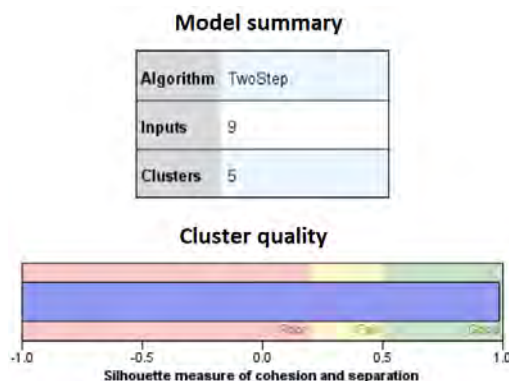 Model summary
Algorithm TwoStep
Inputs 9
Clusters 5
Cluster quality
Poor Fair Good
-1.0 -0.5 0.0 0.5 1.0
Silhouette measure of cohesion and separation